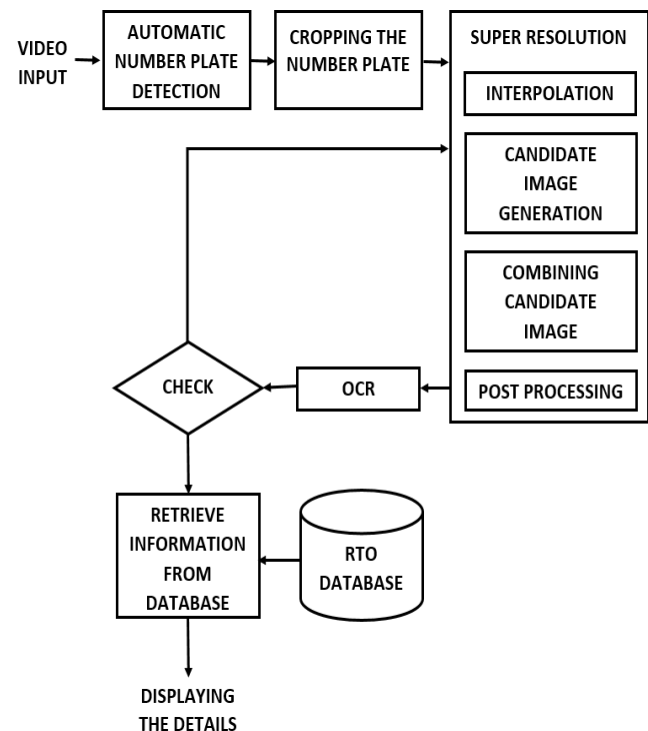 VIDEO
INPUT
AUTOMATIC
NUMBER PLATE
DETECTION
CROPPING THE
NUMBER PLATE
SUPER RESOLUTION
INTERPOLATION
CANDIDATE
IMAGE
GENERATION
COMBINING
CANDIDATE
IMAGE
POST PROCESSING
OCR
CHECK
RETRIEVE
INFORMATION
FROM
DATABASE
RTO
DATABASE
DISPLAYING
THE DETAILS